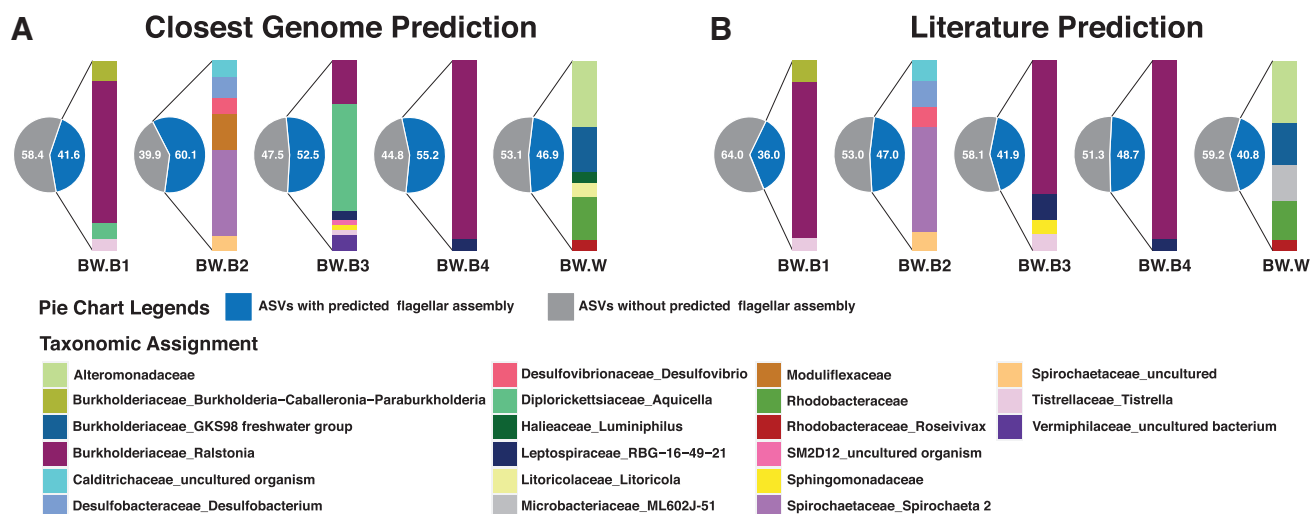 A Closest Genome Prediction
58.4 41.6
39.9 60.1
47.5 52.5
44.8 55.2
53.1 46.9
BW.B1 BW.B2 BW.B3 BW.B4 BW.W
B Literature Prediction
64.0 36.0
53.0 47.0
58.1 41.9
51.3 48.7
59.2 40.8
BW.B1 BW.B2 BW.B3 BW.B4 BW.W
Pie Chart Legends ASVs with predicted flagellar assembly ASVs without predicted flagellar assembly
Taxonomic Assignment
Alteromonadaceae
Burkholderiaceae_Burkholderia−Caballeronia−Paraburkholderia
Burkholderiaceae_GKS98 freshwater group
Burkholderiaceae_Ralstonia
Calditrichaceae_uncultured organism
Desulfobacteraceae_Desulfobacterium
Desulfovibrionaceae_Desulfovibrio
Diplorickettsiaceae_Aquicella
Halieaceae_Luminiphilus
Leptospiraceae_RBG−16−49−21
Litoricolaceae_Litoricola
Microbacteriaceae_ML602J-51
Moduliflexaceae
Rhodobacteraceae
Rhodobacteraceae_Roseivivax
SM2D12_uncultured organism
Sphingomonadaceae
Spirochaetaceae_Spirochaeta 2
Spirochaetaceae_uncultured
Tistrellaceae_Tistrella
Vermiphilaceae_uncultured bacterium